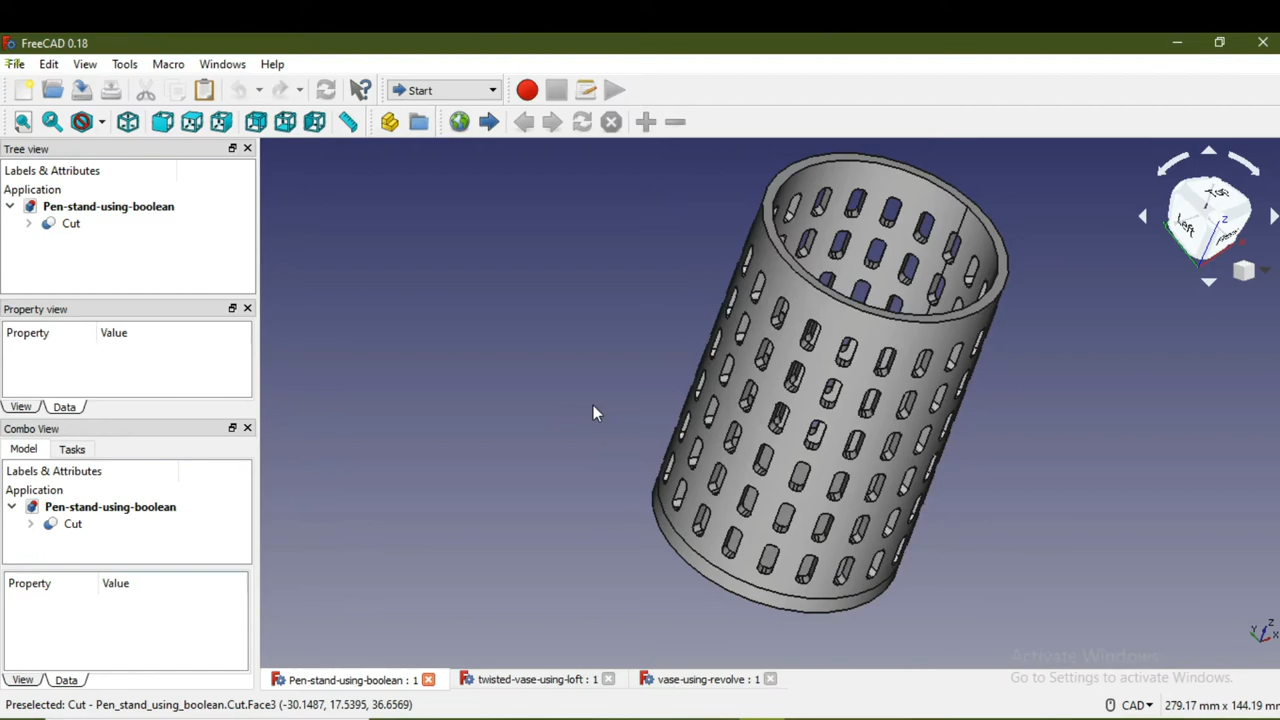 FreeCAD 0.18
File Edit View Tools Macro Windows Help
Start
Tree view
Labels & Attributes
Application
Pen-stand-using-boolean
Cut
Property view
Property Value
View Data
Combo View
Model Tasks
Labels & Attributes
Application
Pen-stand-using-boolean
Cut
Property Value
View Data
Top
Left
Z
Z
Y
X
Activate Windows
Go to Settings to activate Windows.
Pen-stand-using-boolean : 1 twisted-vase-using-loft : 1 vase-using-revolve : 1
Preselected: Cut - Pen_stand_using_boolean.Cut.Face3 (-30.1487, 17.5395, 36.6569) CAD 279.17 mm x 144.19 mm